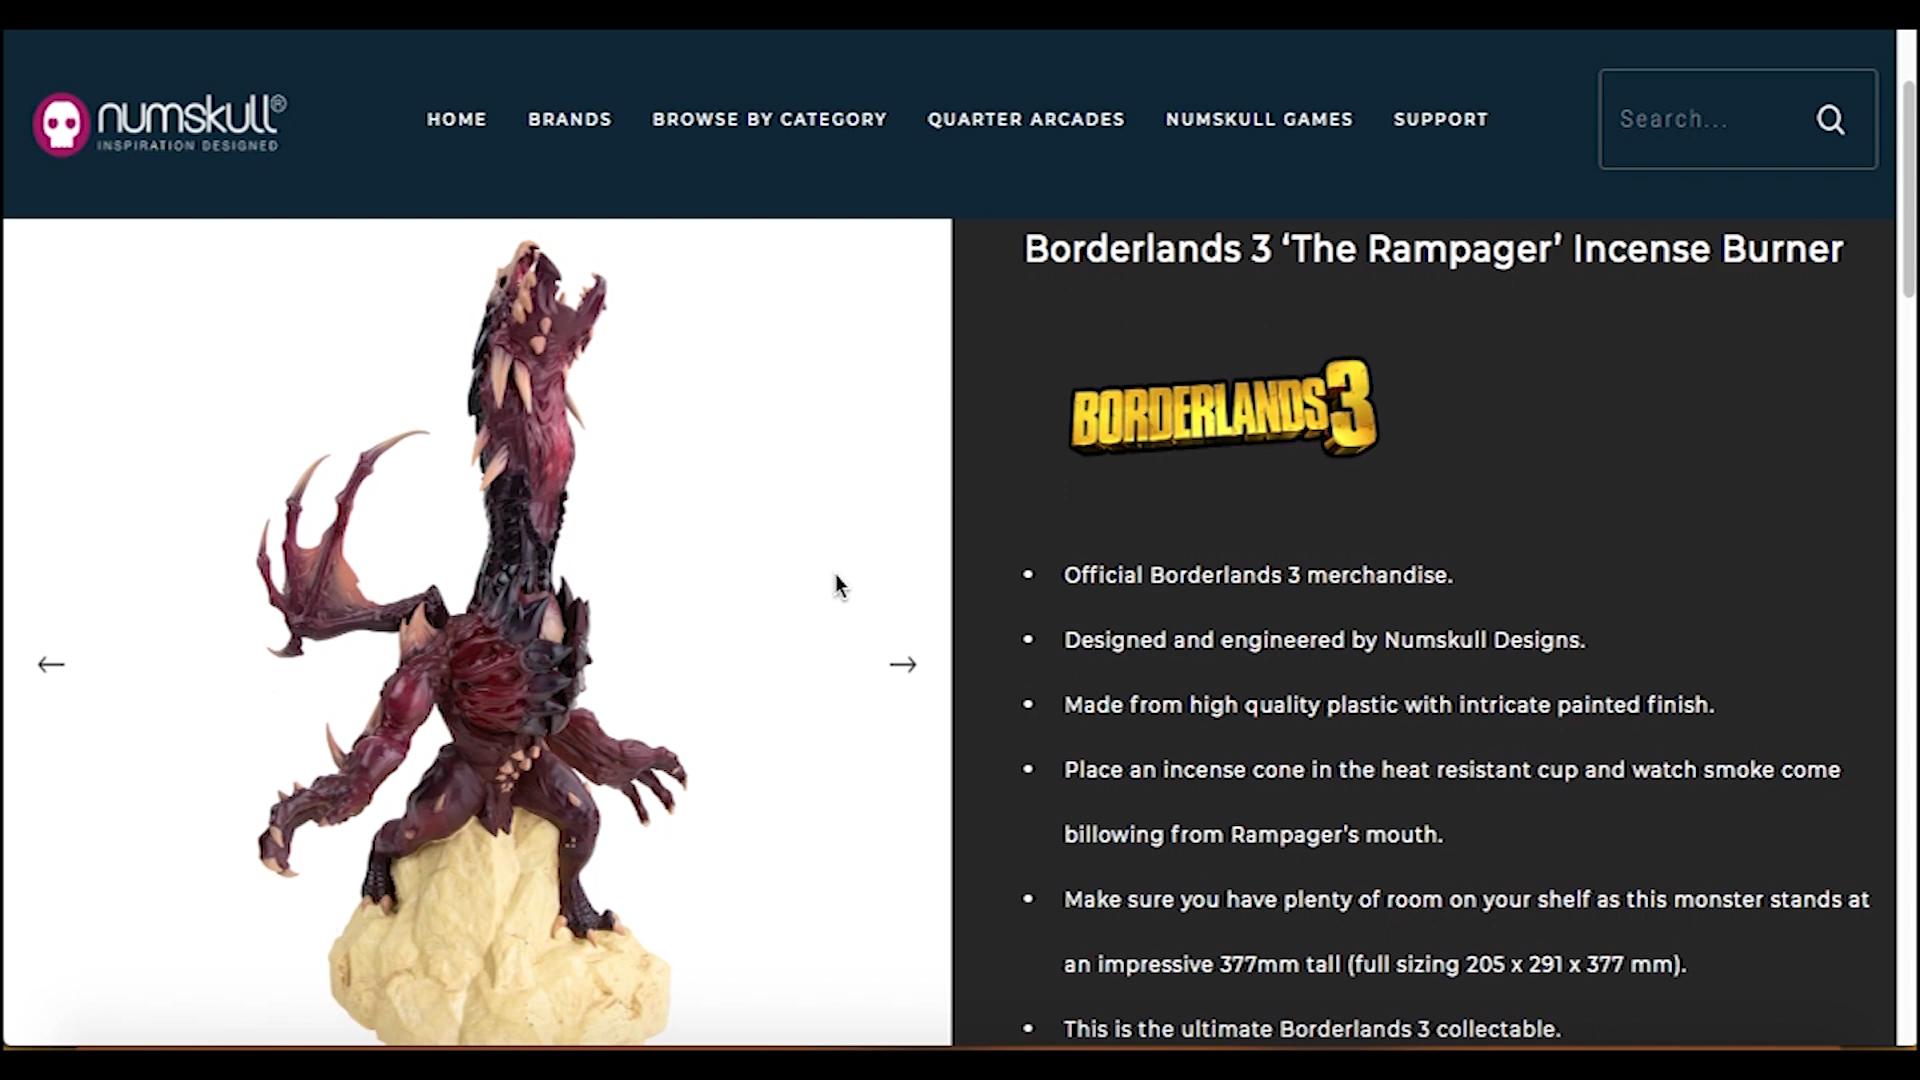 numskull®
INSPIRATION DESIGNED
HOME
BRANDS
BROWSE BY CATEGORY
QUARTER ARCADES
NUMSKULL GAMES
SUPPORT
Search...
Borderlands 3 ‘The Rampager’ Incense Burner
BORDERLANDS 3
• Official Borderlands 3 merchandise.
• Designed and engineered by Numskull Designs.
• Made from high quality plastic with intricate painted finish.
• Place an incense cone in the heat resistant cup and watch smoke come
billowing from Rampager’s mouth.
• Make sure you have plenty of room on your shelf as this monster stands at
an impressive 377mm tall (full sizing 205 x 291 x 377 mm).
• This is the ultimate Borderlands 3 collectable.